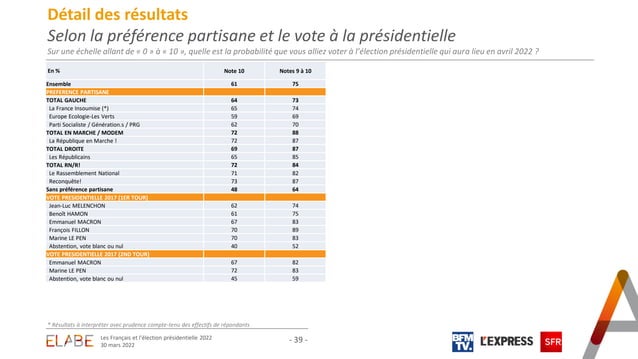 Détail des résultats
Selon la préférence partisane et le vote à la présidentielle
Sur une échelle allant de « 0 » à « 10 », quelle est la probabilité que vous alliez voter à l'élection présidentielle qui aura lieu en avril 2022 ?
En % Note 10 Notes 9 à 10
Ensemble 61 75
PREFERENCE PARTISANE
TOTAL GAUCHE 64 73
La France Insoumise (*) 65 74
Europe Ecologie-Les Verts 59 69
Parti Socialiste / Génération.s / PRG 62 70
TOTAL EN MARCHE / MODEM 72 88
La République en Marche ! 72 87
TOTAL DROITE 69 87
Les Républicains 65 85
TOTAL RN/R! 72 84
Le Rassemblement National 71 82
Reconquête! 73 87
Sans préférence partisane 48 64
VOTE PRESIDENTIELLE 2017 (1ER TOUR)
Jean-Luc MELENCHON 62 74
Benoît HAMON 61 75
Emmanuel MACRON 67 83
François FILLON 70 89
Marine LE PEN 70 83
Abstention, vote blanc ou nul 40 52
VOTE PRESIDENTIELLE 2017 (2ND TOUR)
Emmanuel MACRON 67 82
Marine LE PEN 72 83
Abstention, vote blanc ou nul 45 59
* Résultats à interpréter avec prudence compte-tenu des effectifs de répondants
ELABE
Les Français et l'élection présidentielle 2022
30 mars 2022
- 39 -
BFM
TV.
L'EXPRESS
SFR